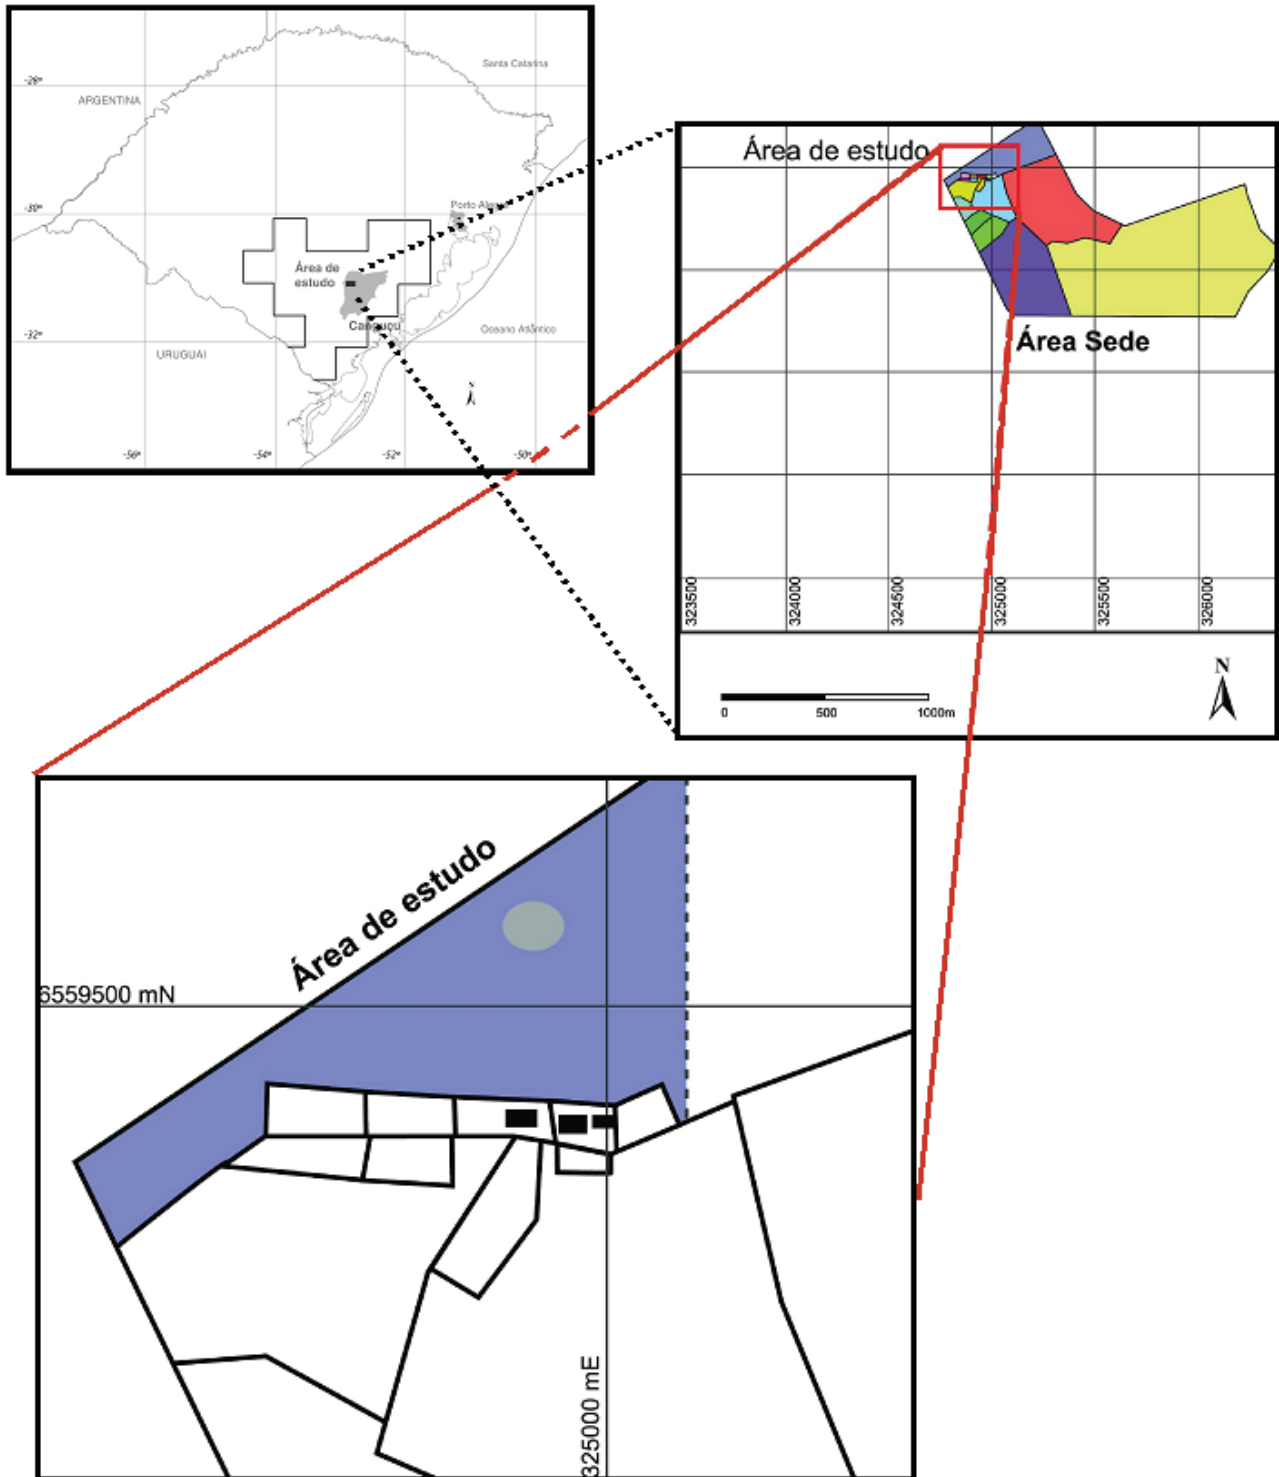 Santa Catarina
-28°
ARGENTINA
-30°
Porto Alegre
Área de
estudo
Canguçu
Oceano Atlântico
-32°
URUGUAI
N
-56°
-54°
-52°
-50°
Área de estudo
Área Sede
323500
324000
324500
325000
325500
326000
N
0
500
1000m
Área de estudo
6559500 mN
325000 mE